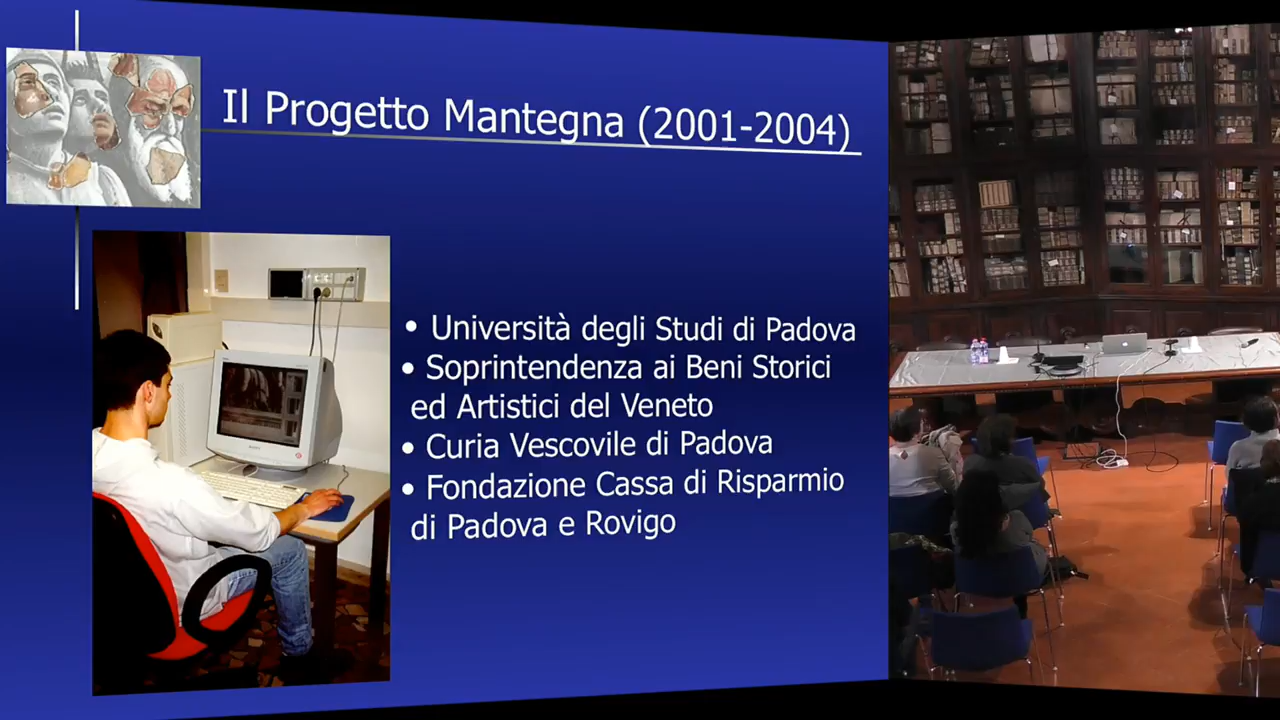 Il Progetto Mantegna (2001-2004)
• Università degli Studi di Padova
• Soprintendenza ai Beni Storici
ed Artistici del Veneto
• Curia Vescovile di Padova
• Fondazione Cassa di Risparmio
di Padova e Rovigo